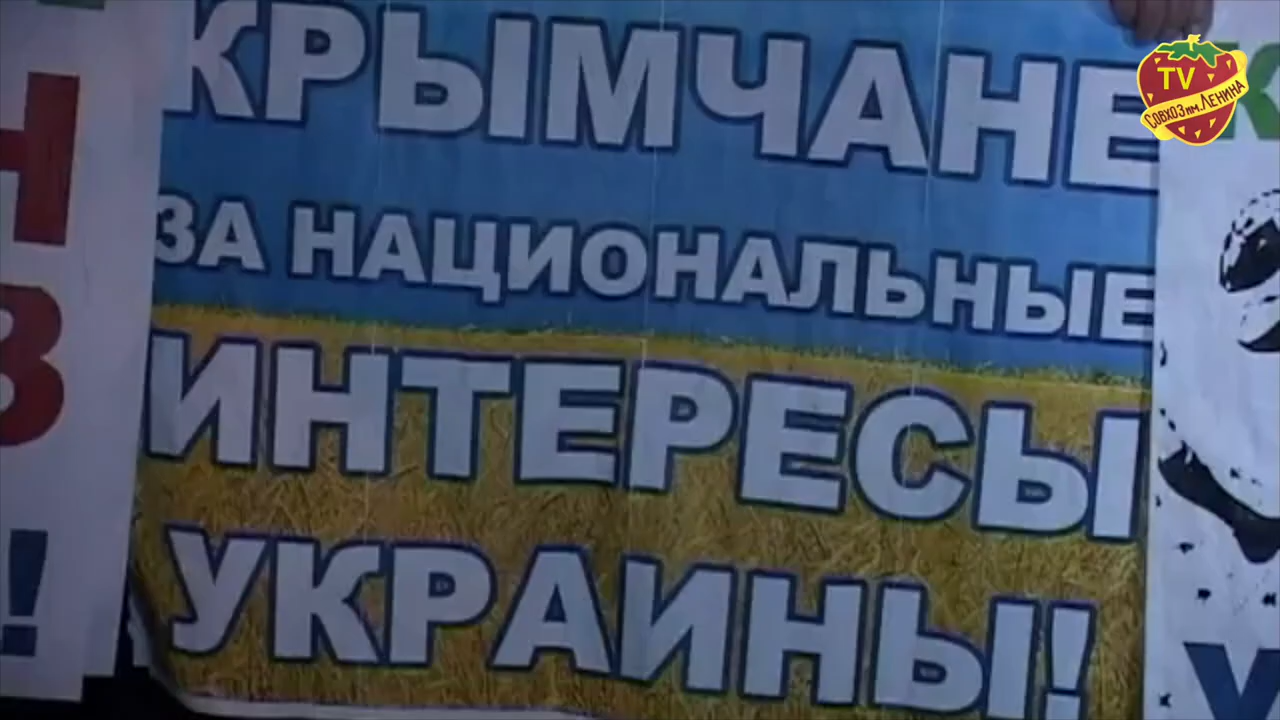 КРЫМЧАНЕ
ЗА НАЦИОНАЛЬНЫЕ
ИНТЕРЕСЫ
УКРАИНЫ!
TV
СОВХОЗ ИМ. ЛЕНИНА